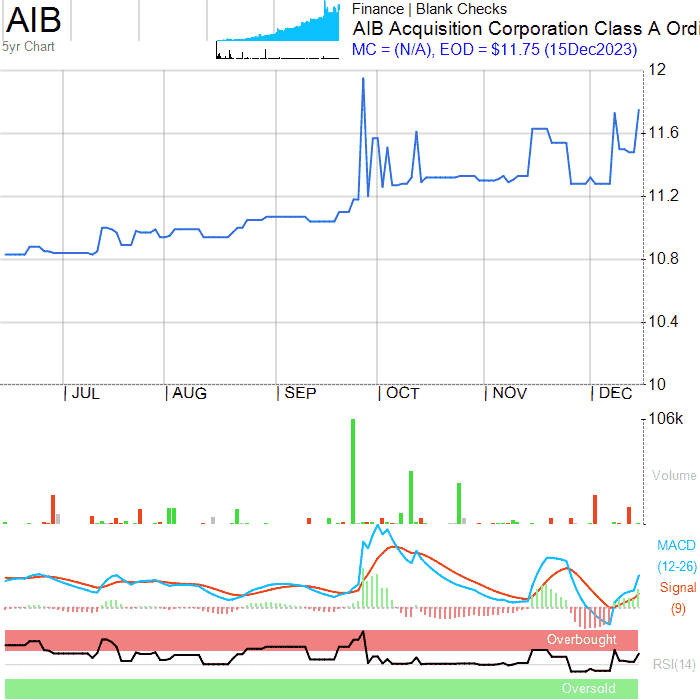 AIB
5yr Chart
Finance | Blank Checks
AIB Acquisition Corporation Class A Ordi
MC = (N/A), EOD = $11.75 (15Dec2023)
12
11.6
11.2
10.8
10.4
10
JUL AUG SEP OCT NOV DEC
106k
Volume
MACD
(12-26)
Signal
(9)
Overbought
RSI(14)
Oversold